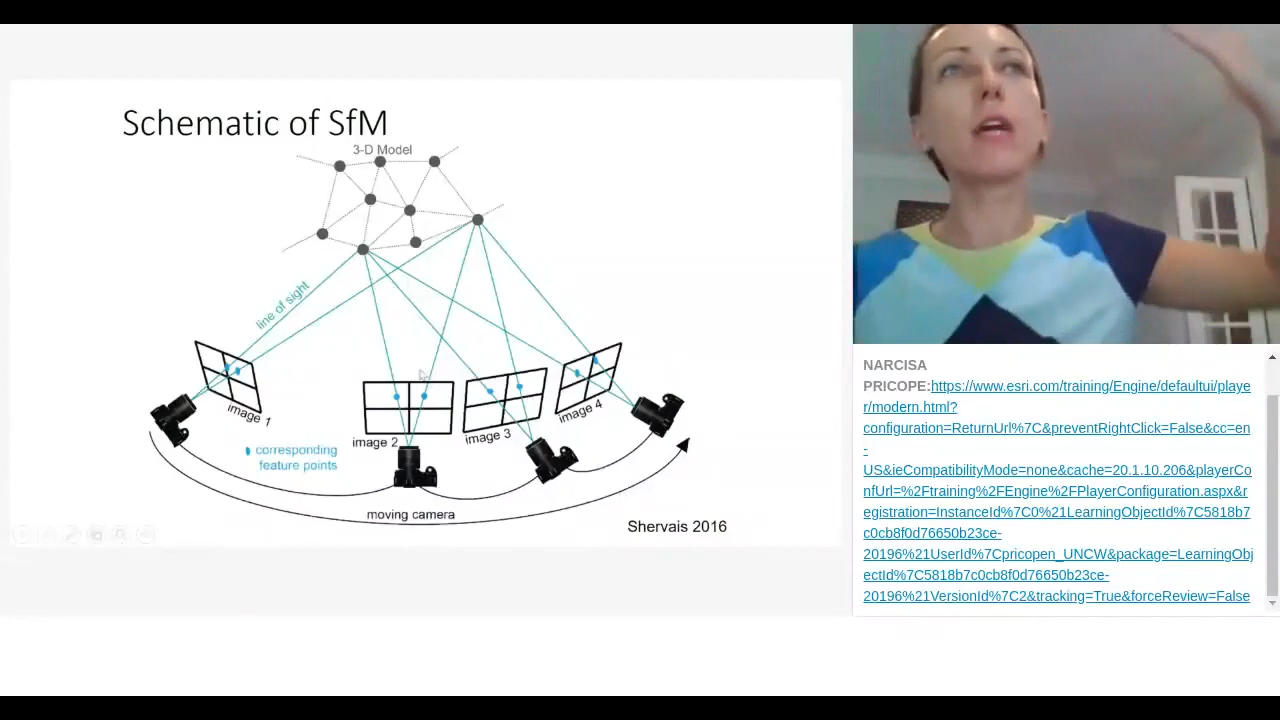 Schematic of SfM
3-D Model
line of sight
image 1
image 2
image 3
image 4
corresponding
feature points
moving camera
Shervais 2016
NARCISA
PRICOPE:https://www.esri.com/training/Engine/defaultui/playe
r/modern.html?
configuration=ReturnUrl%7C&preventRightClick=False&cc=en
-
US&ieCompatibilityMode=none&cache=20.1.10.206&playerCo
nfUrl=%2Ftraining%2FEngine%2FPlayerConfiguration.aspx&r
egistration=InstanceId%7C0%21LearningObjectId%7C5818b7
c0cb8f0d76650b23ce-
20196%21UserId%7Cpricopen_UNCW&package=LearningObj
ectId%7C5818b7c0cb8f0d76650b23ce-
20196%21VersionId%7C2&tracking=True&forceReview=False